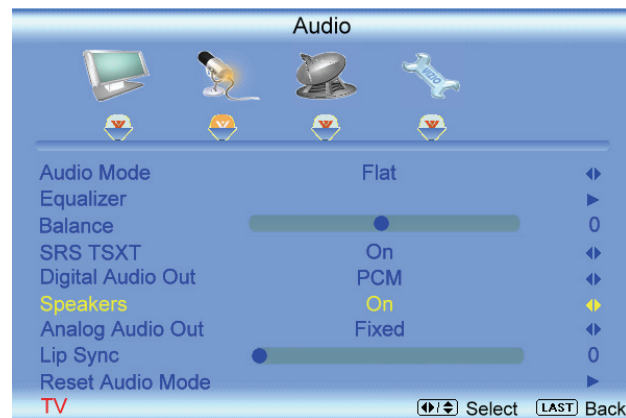 Audio
VIZIO
Audio Mode Flat
Equalizer
Balance 0
SRS TSXT On
Digital Audio Out PCM
Speakers On
Analog Audio Out Fixed
Lip Sync 0
Reset Audio Mode
TV Select LAST Back